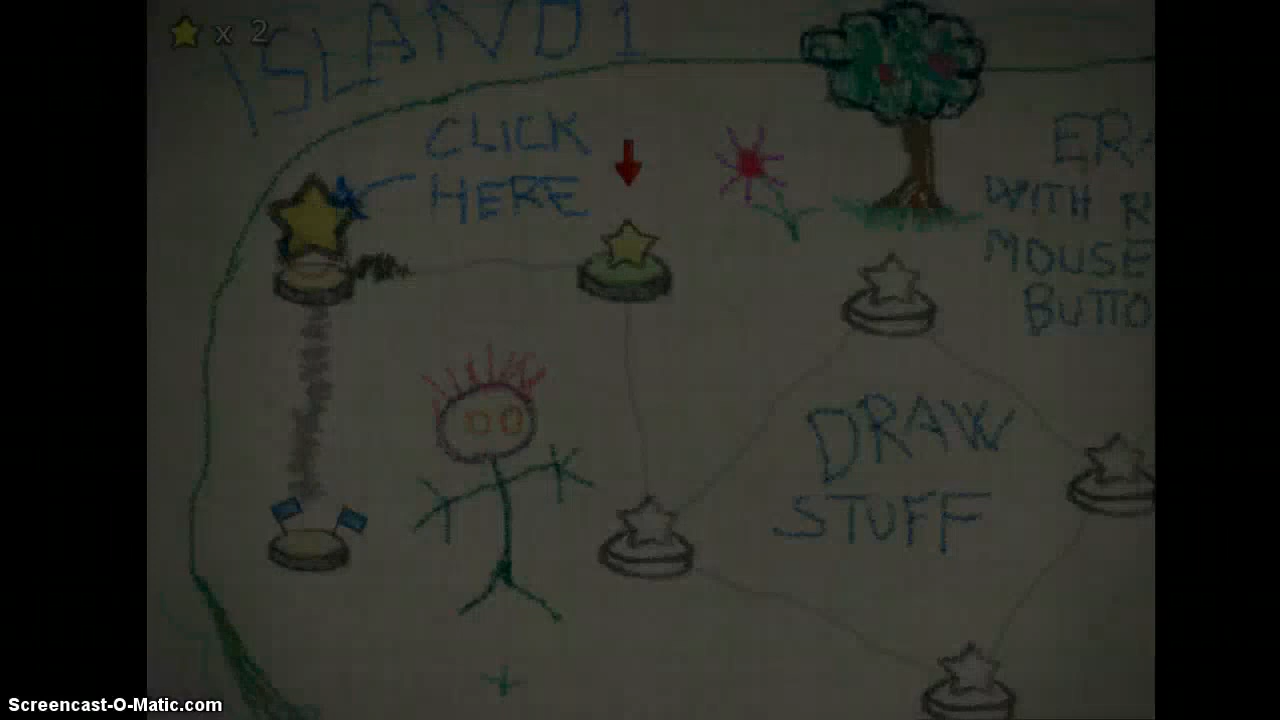 x 2
ISLAND 1
CLICK
HERE
WITH
MOUSE
DRAW
STUFF
Screencast-O-Matic.com